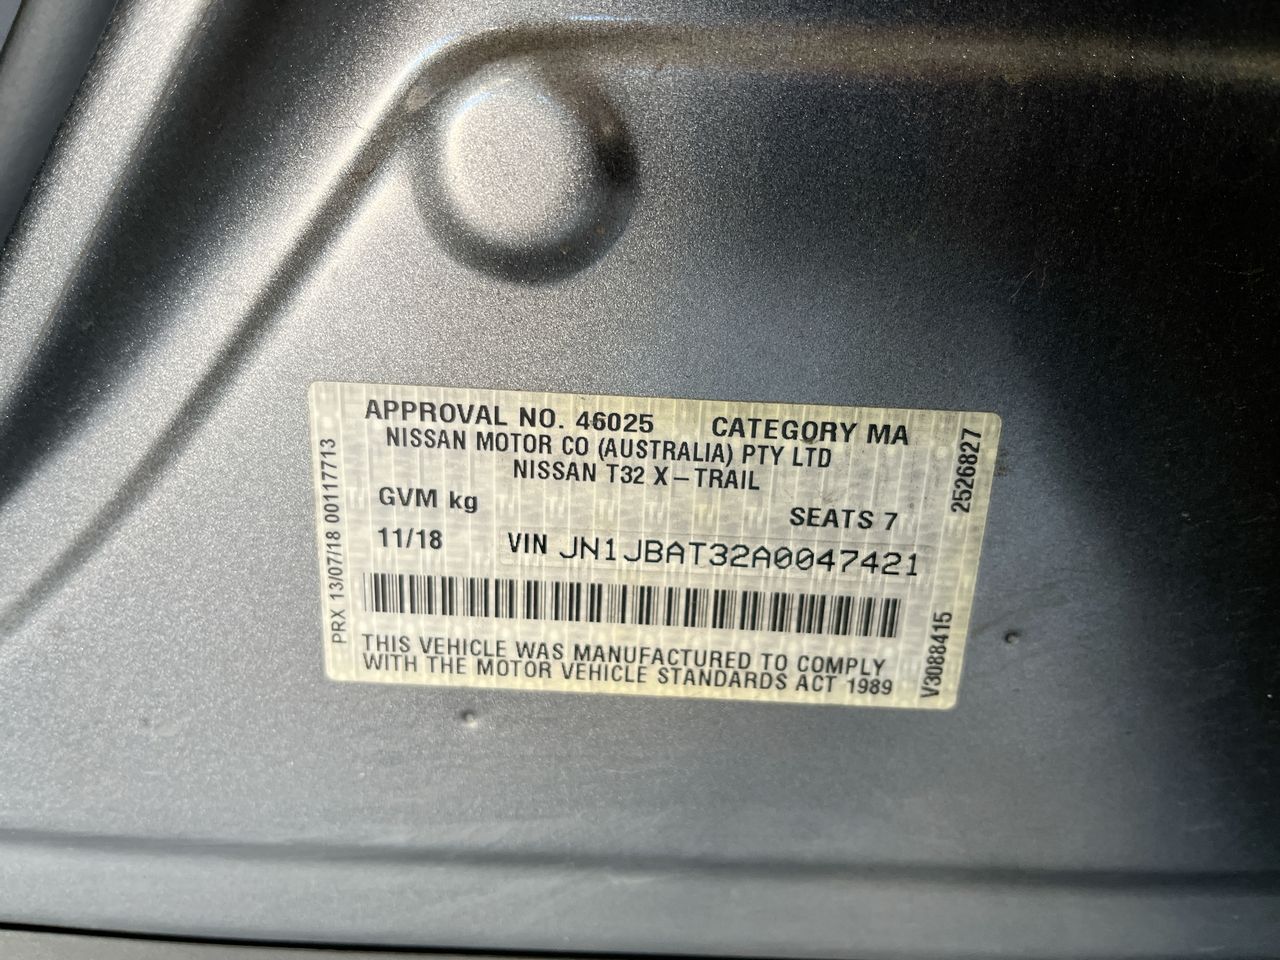 APPROVAL NO. 46025 CATEGORY MA
NISSAN MOTOR CO (AUSTRALIA) PTY LTD
NISSAN T32 X-TRAIL
GVM kg SEATS 7
11/18 VIN JN1JBAT32A0047421
THIS VEHICLE WAS MANUFACTURED TO COMPLY
WITH THE MOTOR VEHICLE STANDARDS ACT 1989
PRX 13/07/18 00117713
V3088415 2526827